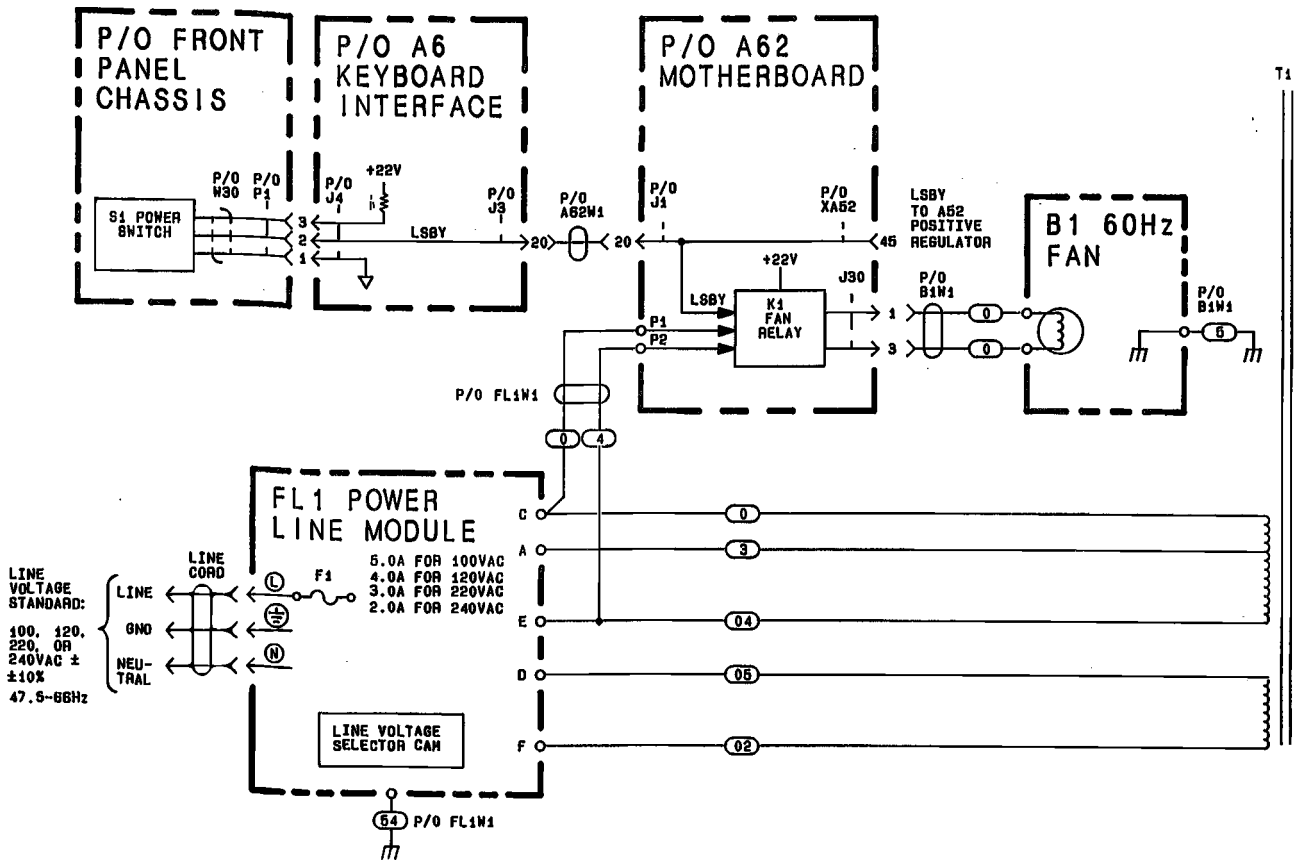 P/O FRONT
PANEL
CHASSIS
P/O A6
KEYBOARD
INTERFACE
P/O A62
MOTHERBOARD
T1
P/O
W30
P/O
P1
P/O
J4
+22V
P/O
J3
P/O
A62W1
P/O
J1
P/O
XA52
LSBY
TO A52
POSITIVE
REGULATOR
S1 POWER
SWITCH
3
2
1
LSBY
20
20
45
B1 60Hz
FAN
+22V
J30
P/O
B1W1
P/O
B1W1
LSBY
K1
FAN
RELAY
P1
P2
1
3
0
0
5
P/O FL1W1
0
4
FL1 POWER
LINE MODULE
5.0A FOR 100VAC
4.0A FOR 120VAC
3.0A FOR 220VAC
2.0A FOR 240VAC
C
A
E
D
F
0
3
04
05
02
LINE
VOLTAGE
STANDARD:
100, 120,
220, OR
240VAC ±
±10%
47.5-66Hz
LINE
CORD
LINE
GND
NEU-
TRAL
L
N
F1
LINE VOLTAGE
SELECTOR CAM
54
P/O FL1W1